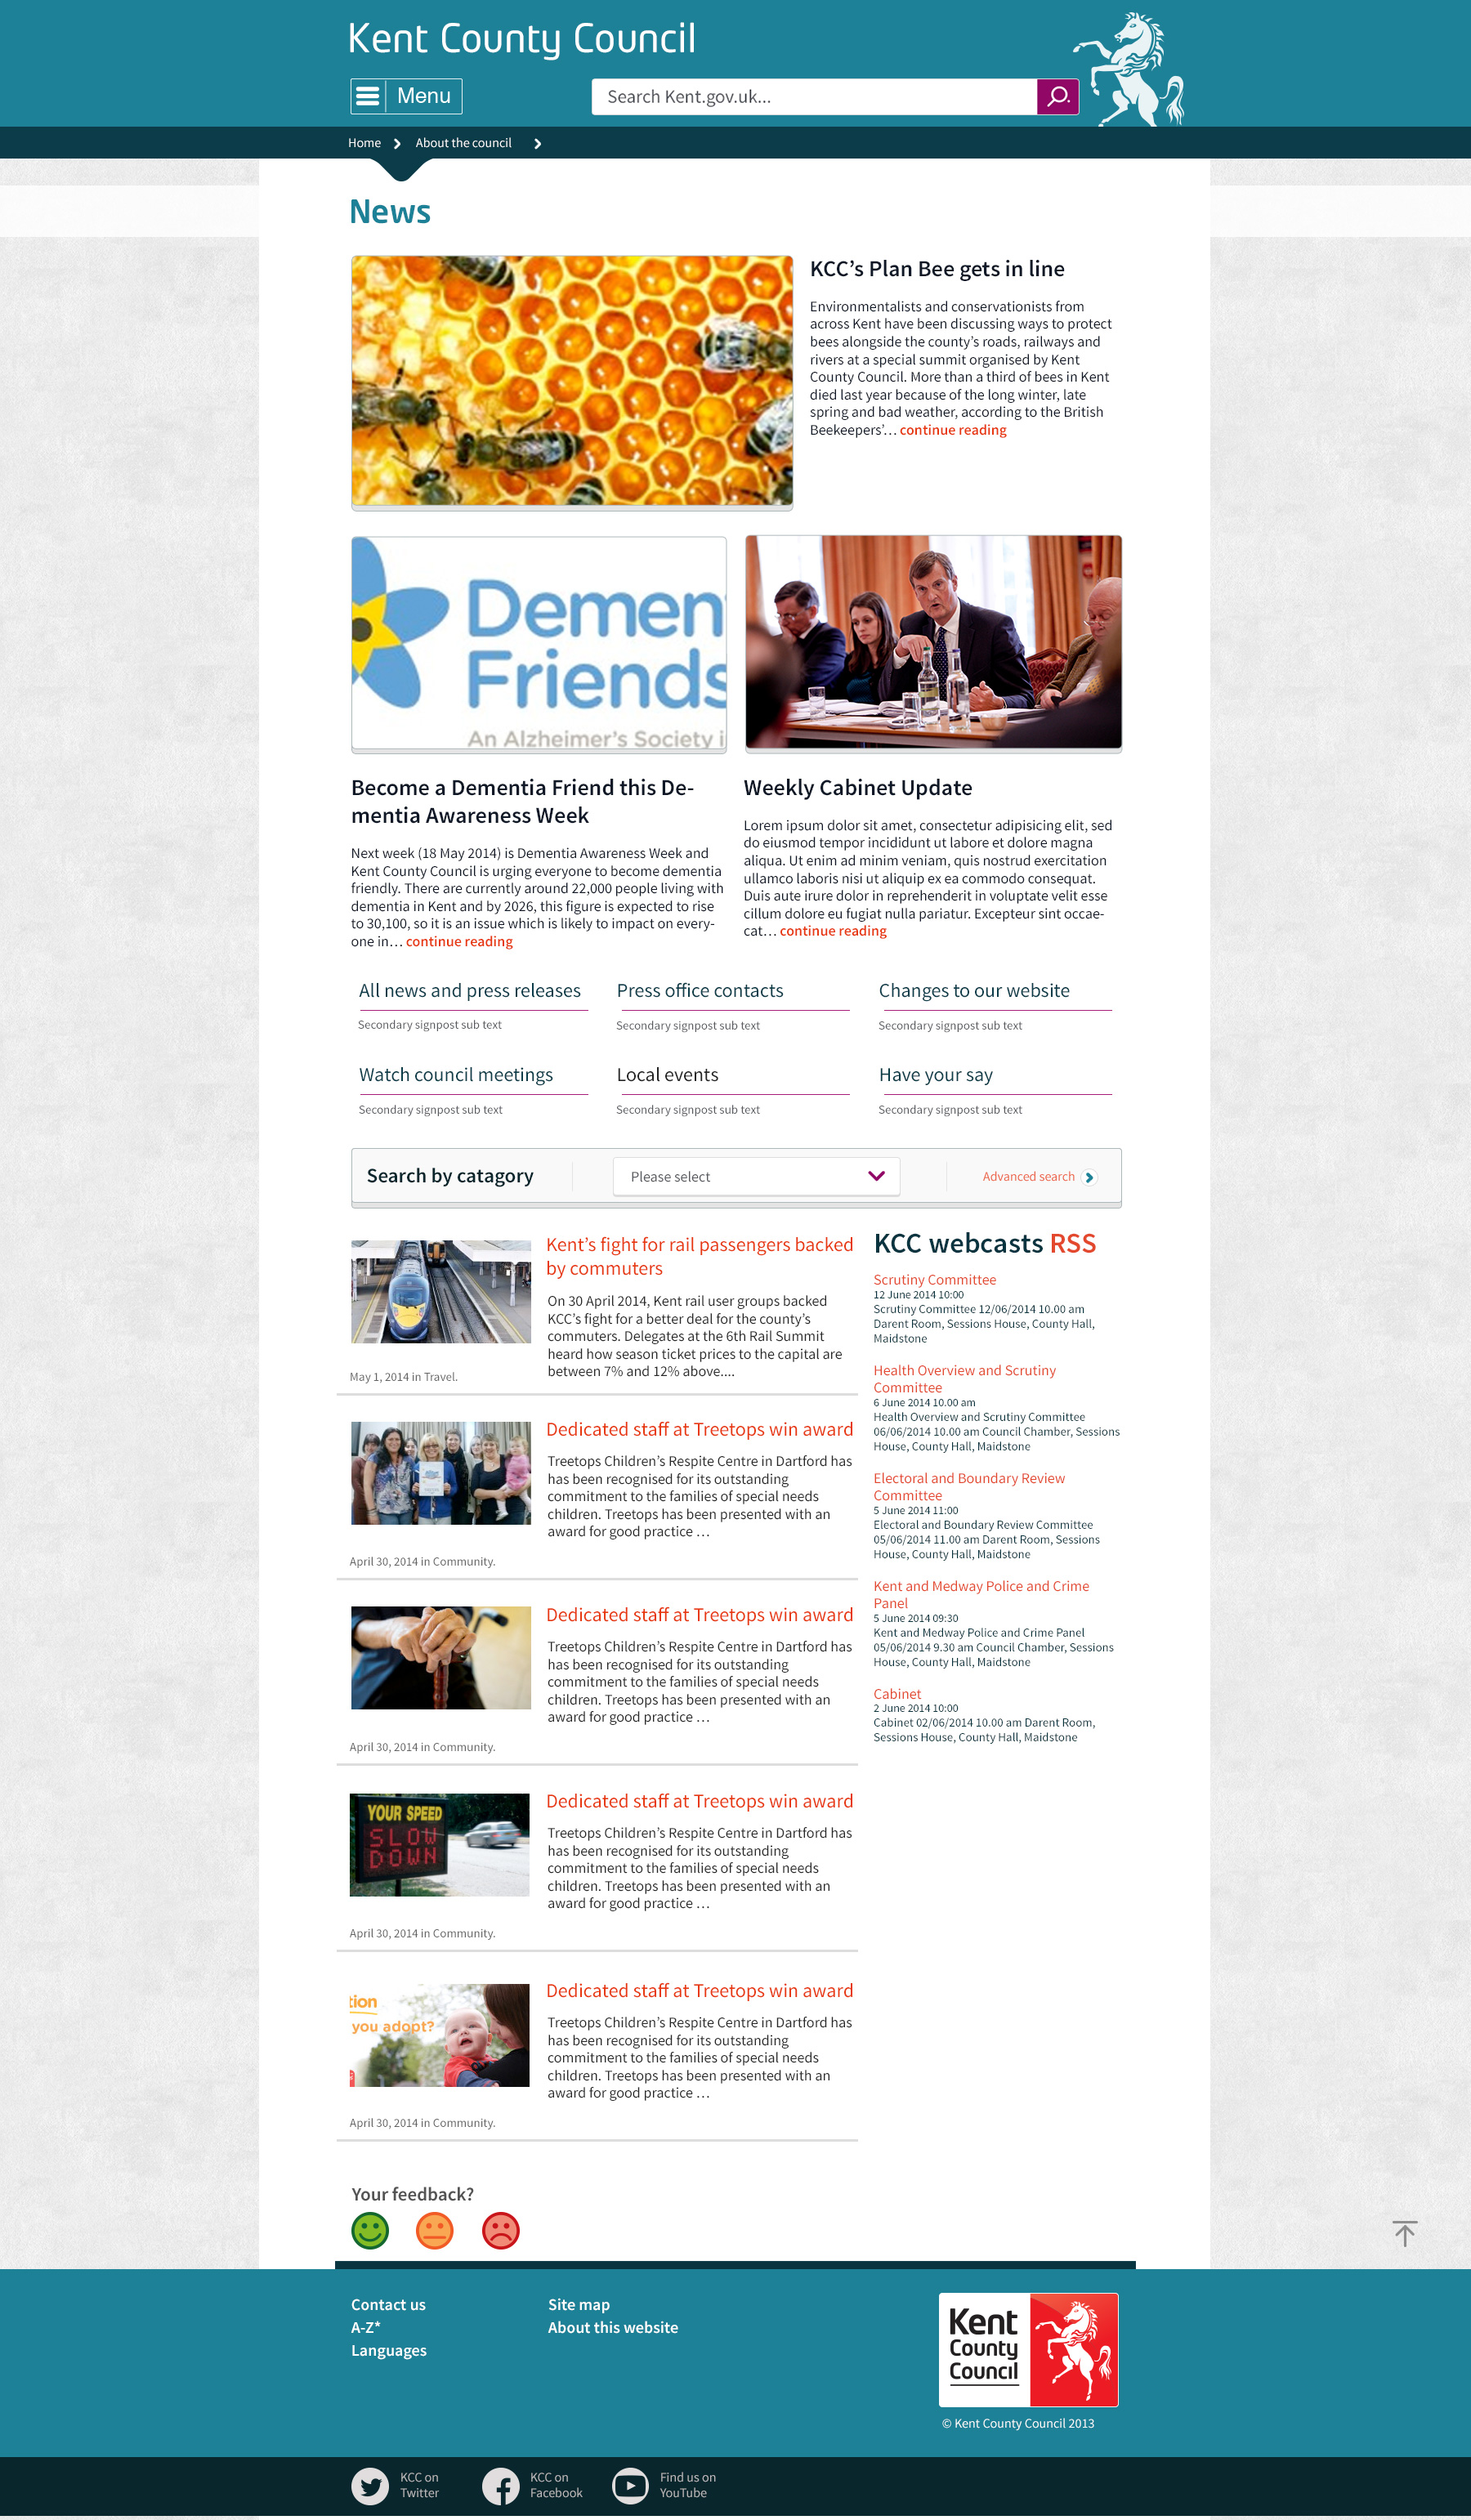 Kent County Council
Menu
Search Kent.gov.uk...
Home
About the council
News
KCC’s Plan Bee gets in line
Environmentalists and conservationists from
across Kent have been discussing ways to protect
bees alongside the county’s roads, railways and
rivers at a special summit organised by Kent
County Council. More than a third of bees in Kent
died last year because of the long winter, late
spring and bad weather, according to the British
Beekeepers’… continue reading
Dement
Friends
An Alzheimer's Society i
Become a Dementia Friend this De-
mentia Awareness Week
Next week (18 May 2014) is Dementia Awareness Week and
Kent County Council is urging everyone to become dementia
friendly. There are currently around 22,000 people living with
dementia in Kent and by 2026, this figure is expected to rise
to 30,100, so it is an issue which is likely to impact on every-
one in… continue reading
Weekly Cabinet Update
Lorem ipsum dolor sit amet, consectetur adipisicing elit, sed
do eiusmod tempor incididunt ut labore et dolore magna
aliqua. Ut enim ad minim veniam, quis nostrud exercitation
ullamco laboris nisi ut aliquip ex ea commodo consequat.
Duis aute irure dolor in reprehenderit in voluptate velit esse
cillum dolore eu fugiat nulla pariatur. Excepteur sint occae-
cat… continue reading
All news and press releases
Secondary signpost sub text
Press office contacts
Secondary signpost sub text
Changes to our website
Secondary signpost sub text
Watch council meetings
Secondary signpost sub text
Local events
Secondary signpost sub text
Have your say
Secondary signpost sub text
Search by catagory
Please select
Advanced search
Kent’s fight for rail passengers backed
by commuters
On 30 April 2014, Kent rail user groups backed
KCC’s fight for a better deal for the county’s
commuters. Delegates at the 6th Rail Summit
heard how season ticket prices to the capital are
between 7% and 12% above....
May 1, 2014 in Travel.
Dedicated staff at Treetops win award
Treetops Children’s Respite Centre in Dartford has
has been recognised for its outstanding
commitment to the families of special needs
children. Treetops has been presented with an
award for good practice …
April 30, 2014 in Community.
Dedicated staff at Treetops win award
Treetops Children’s Respite Centre in Dartford has
has been recognised for its outstanding
commitment to the families of special needs
children. Treetops has been presented with an
award for good practice …
April 30, 2014 in Community.
YOUR SPEED
SLOW
DOWN
Dedicated staff at Treetops win award
Treetops Children’s Respite Centre in Dartford has
has been recognised for its outstanding
commitment to the families of special needs
children. Treetops has been presented with an
award for good practice …
April 30, 2014 in Community.
tion
you adopt?
Dedicated staff at Treetops win award
Treetops Children’s Respite Centre in Dartford has
has been recognised for its outstanding
commitment to the families of special needs
children. Treetops has been presented with an
award for good practice …
April 30, 2014 in Community.
KCC webcasts RSS
Scrutiny Committee
12 June 2014 10:00
Scrutiny Committee 12/06/2014 10.00 am
Darent Room, Sessions House, County Hall,
Maidstone
Health Overview and Scrutiny
Committee
6 June 2014 10.00 am
Health Overview and Scrutiny Committee
06/06/2014 10.00 am Council Chamber, Sessions
House, County Hall, Maidstone
Electoral and Boundary Review
Committee
5 June 2014 11:00
Electoral and Boundary Review Committee
05/06/2014 11.00 am Darent Room, Sessions
House, County Hall, Maidstone
Kent and Medway Police and Crime
Panel
5 June 2014 09:30
Kent and Medway Police and Crime Panel
05/06/2014 9.30 am Council Chamber, Sessions
House, County Hall, Maidstone
Cabinet
2 June 2014 10:00
Cabinet 02/06/2014 10.00 am Darent Room,
Sessions House, County Hall, Maidstone
Your feedback?
Contact us
A-Z*
Languages
Site map
About this website
Kent
County
Council
© Kent County Council 2013
KCC on
Twitter
KCC on
Facebook
Find us on
YouTube